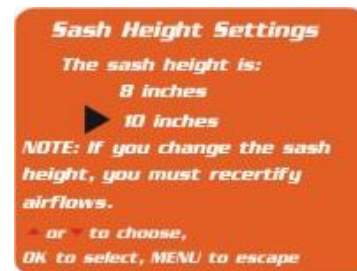 Sash Height Settings
The sash height is:
8 inches
10 inches
NOTE: If you change the sash
height, you must recertify
airflows.
or to choose,
OK to select, MENU to escape